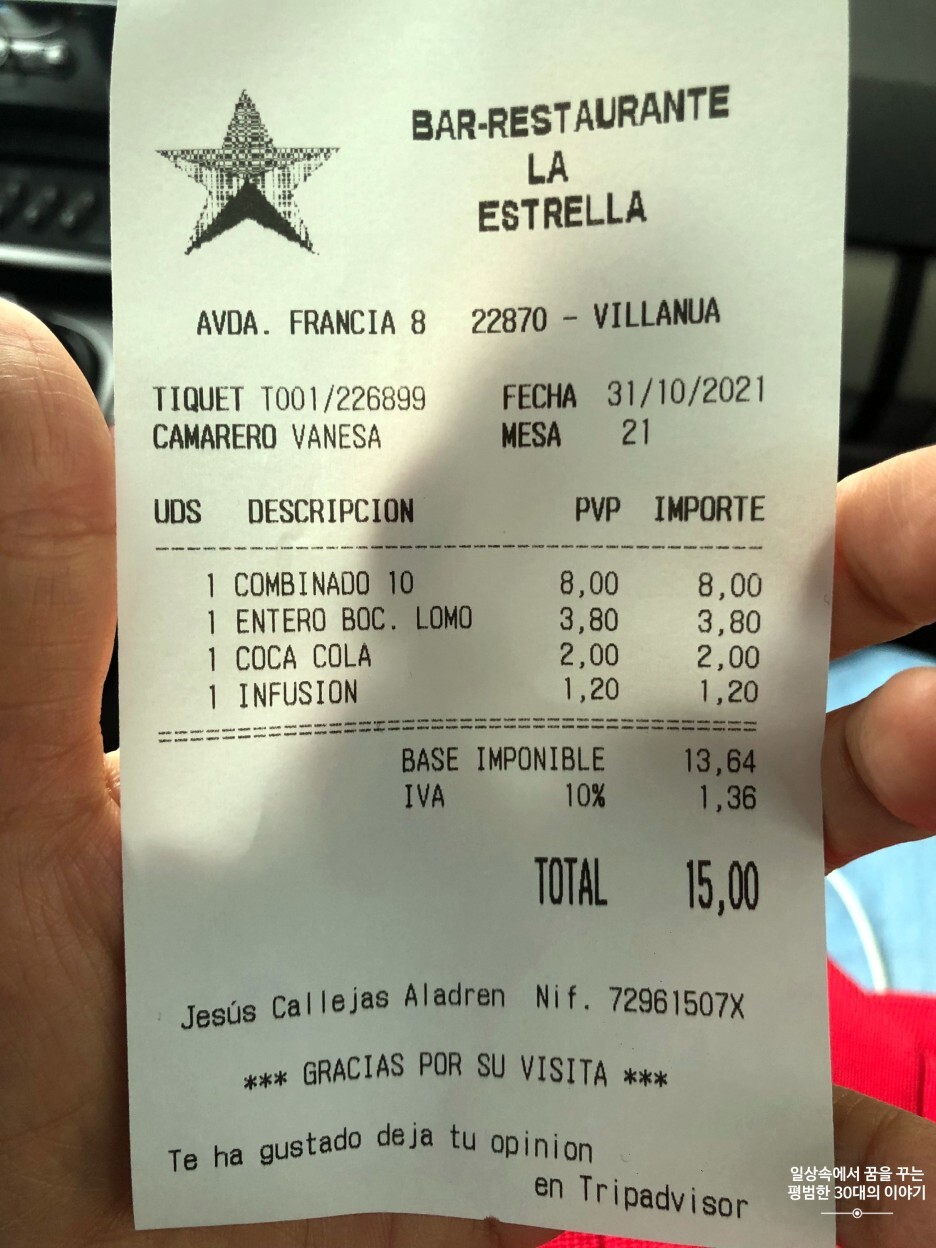 BAR-RESTAURANTE
LA
ESTRELLA
AVDA. FRANCIA 8 22870 - VILLANUA
TIQUET T001/226899 FECHA 31/10/2021
CAMARERO VANESA MESA 21
UDS DESCRIPCION PVP IMPORTE
1 COMBINADO 10 8,00 8,00
1 ENTERO BOC. LOMO 3,80 3,80
1 COCA COLA 2,00 2,00
1 INFUSION 1,20 1,20
BASE IMPONIBLE 13,64
IVA 10% 1,36
TOTAL 15,00
Jesús Callejas Aladren Nif. 72961507X
*** GRACIAS POR SU VISITA ***
Te ha gustado deja tu opinion
en Tripadvisor
일상속에서 꿈을 꾸는
평범한 30대의 이야기